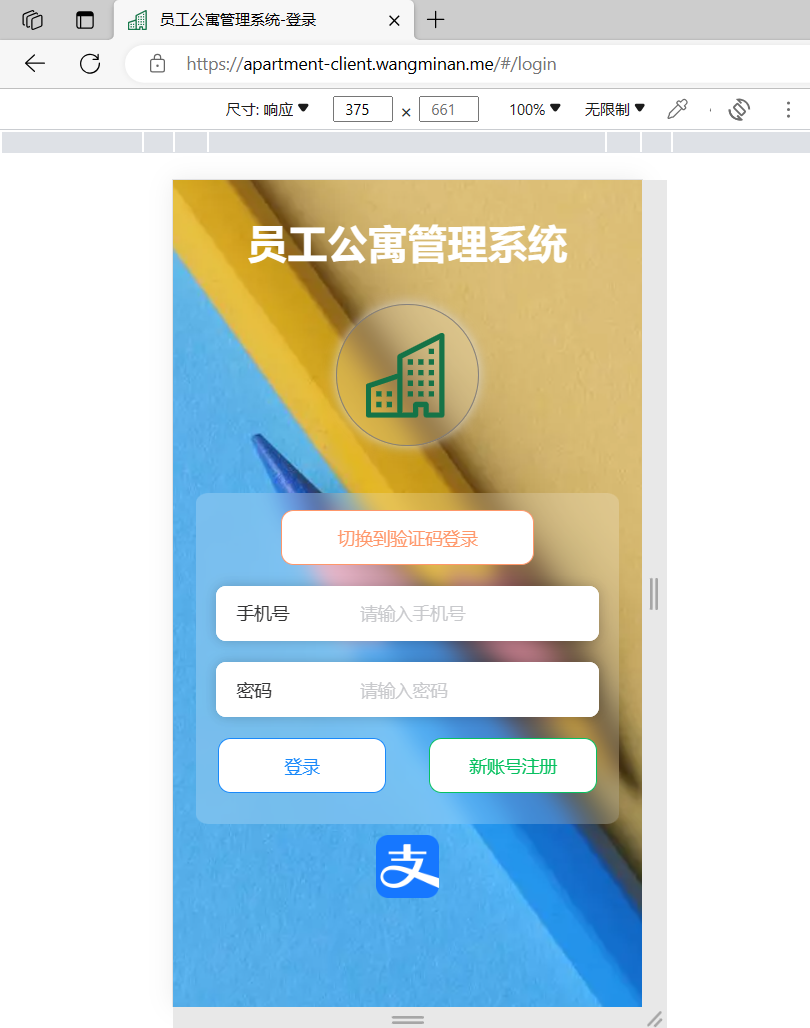 员工公寓管理系统-登录
https://apartment-client.wangminan.me/#/login
尺寸: 响应 375 × 661 100% 无限制
员工公寓管理系统
切换到验证码登录
手机号 请输入手机号
密码 请输入密码
登录 新账号注册
支